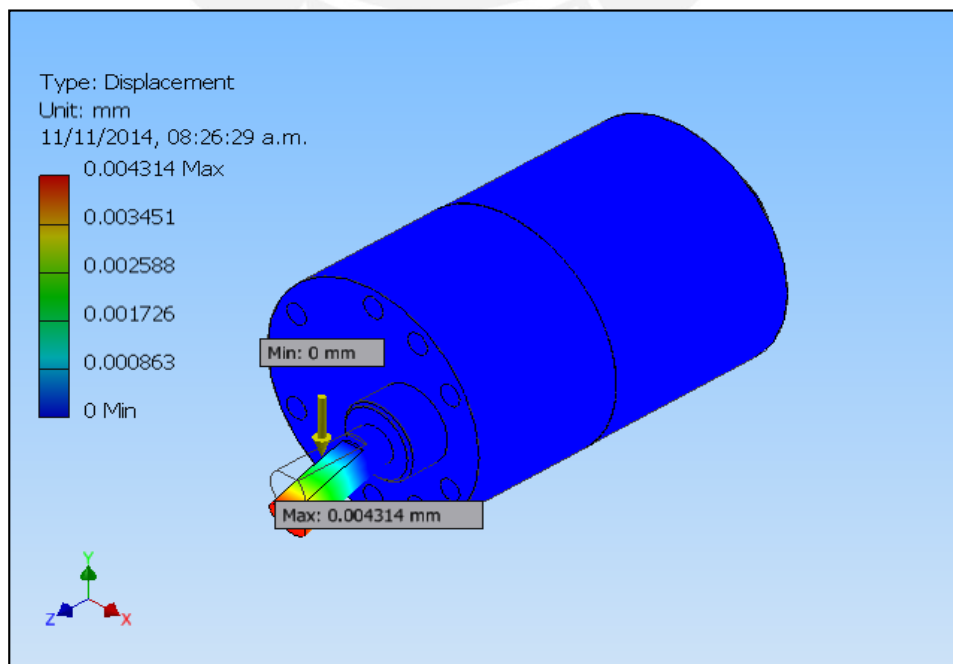 Type: Displacement
Unit: mm
11/11/2014, 08:26:29 a.m.
0.004314 Max
0.003451
0.002588
0.001726
0.000863
0 Min
Min: 0 mm
Max: 0.004314 mm
Y
Z
X